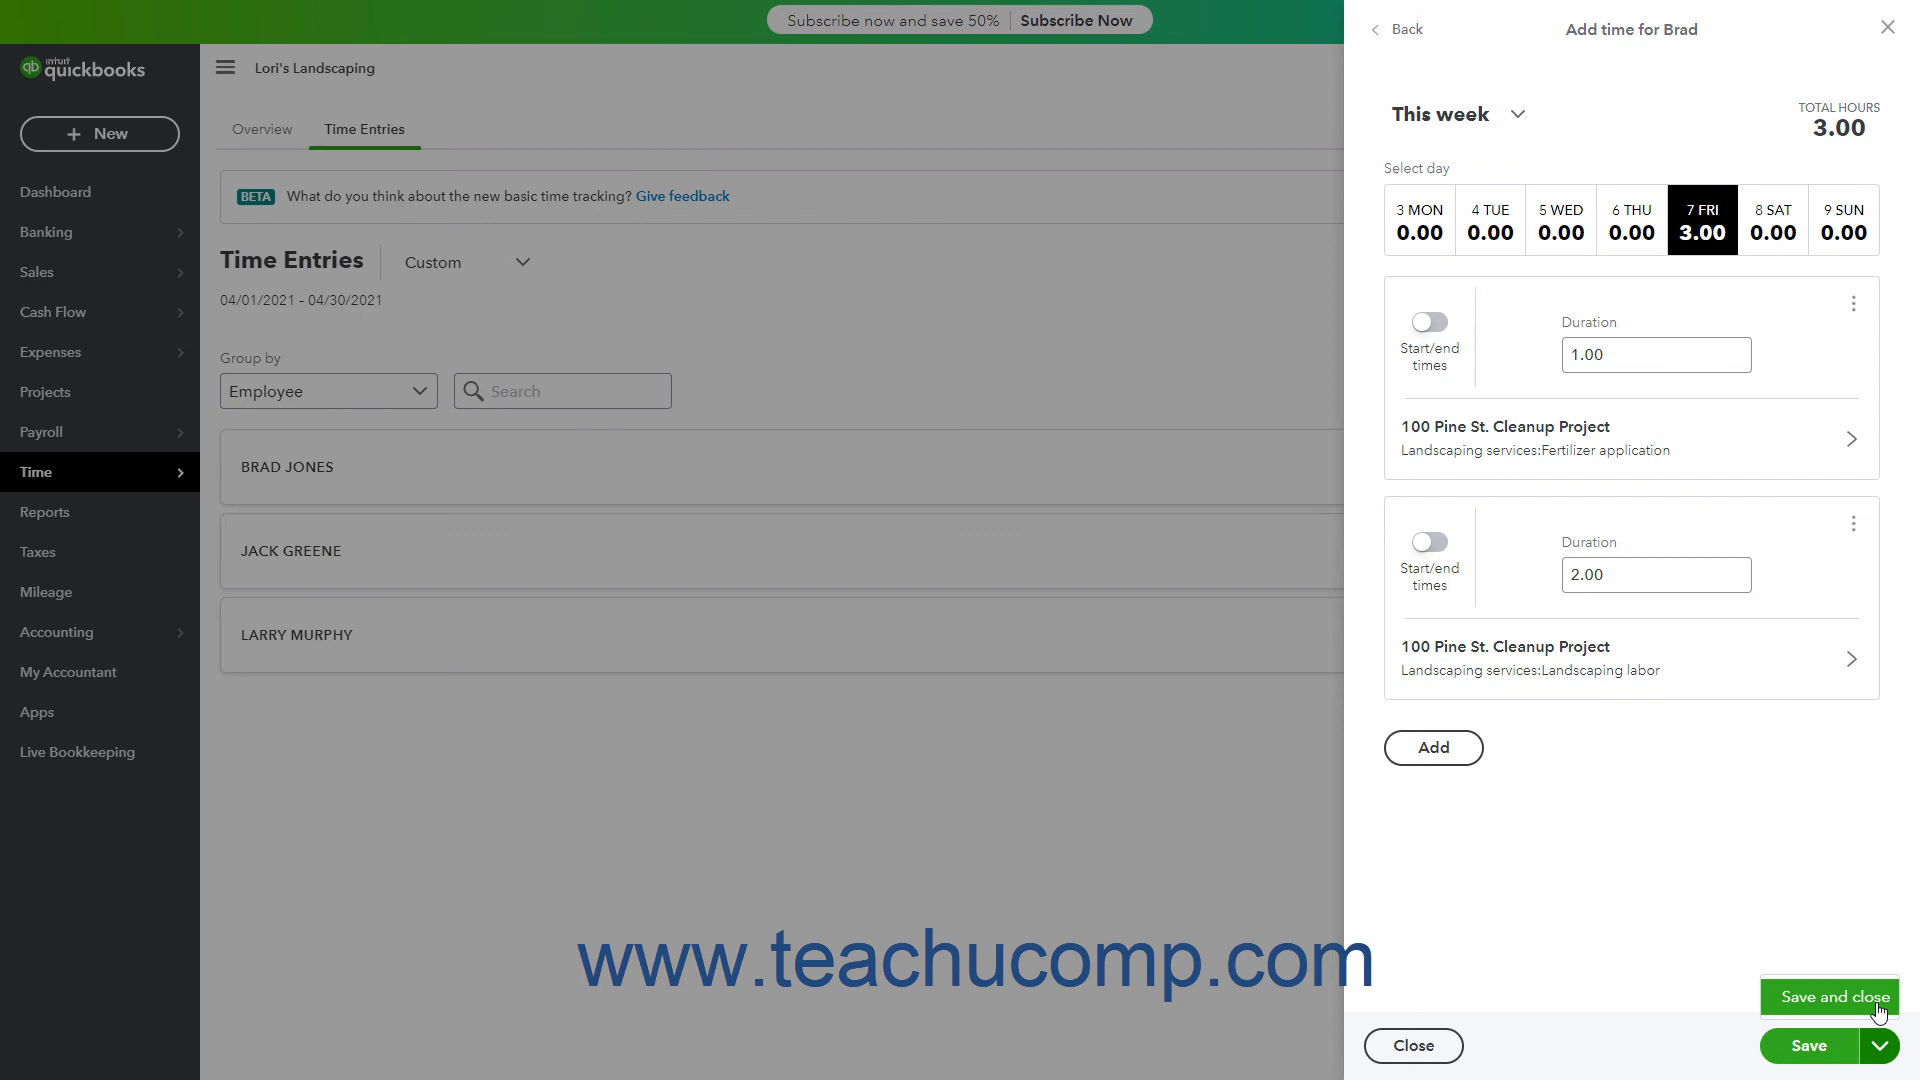 Subscribe now and save 50% Subscribe Now
intuit
qb quickbooks
Lori's Landscaping
+ New
Dashboard
Banking
Sales
Cash Flow
Expenses
Projects
Payroll
Time
Reports
Taxes
Mileage
Accounting
My Accountant
Apps
Live Bookkeeping
Overview Time Entries
BETA What do you think about the new basic time tracking? Give feedback
Time Entries Custom
04/01/2021 - 04/30/2021
Group by
Employee Search
BRAD JONES
JACK GREENE
LARRY MURPHY
Back Add time for Brad
This week
TOTAL HOURS
3.00
Select day
3 MON 4 TUE 5 WED 6 THU 7 FRI 8 SAT 9 SUN
0.00 0.00 0.00 0.00 3.00 0.00 0.00
Start/end
times
Duration
1.00
100 Pine St. Cleanup Project
Landscaping services:Fertilizer application
Start/end
times
Duration
2.00
100 Pine St. Cleanup Project
Landscaping services:Landscaping labor
Add
www.teachucomp.com
Save and close
Close Save